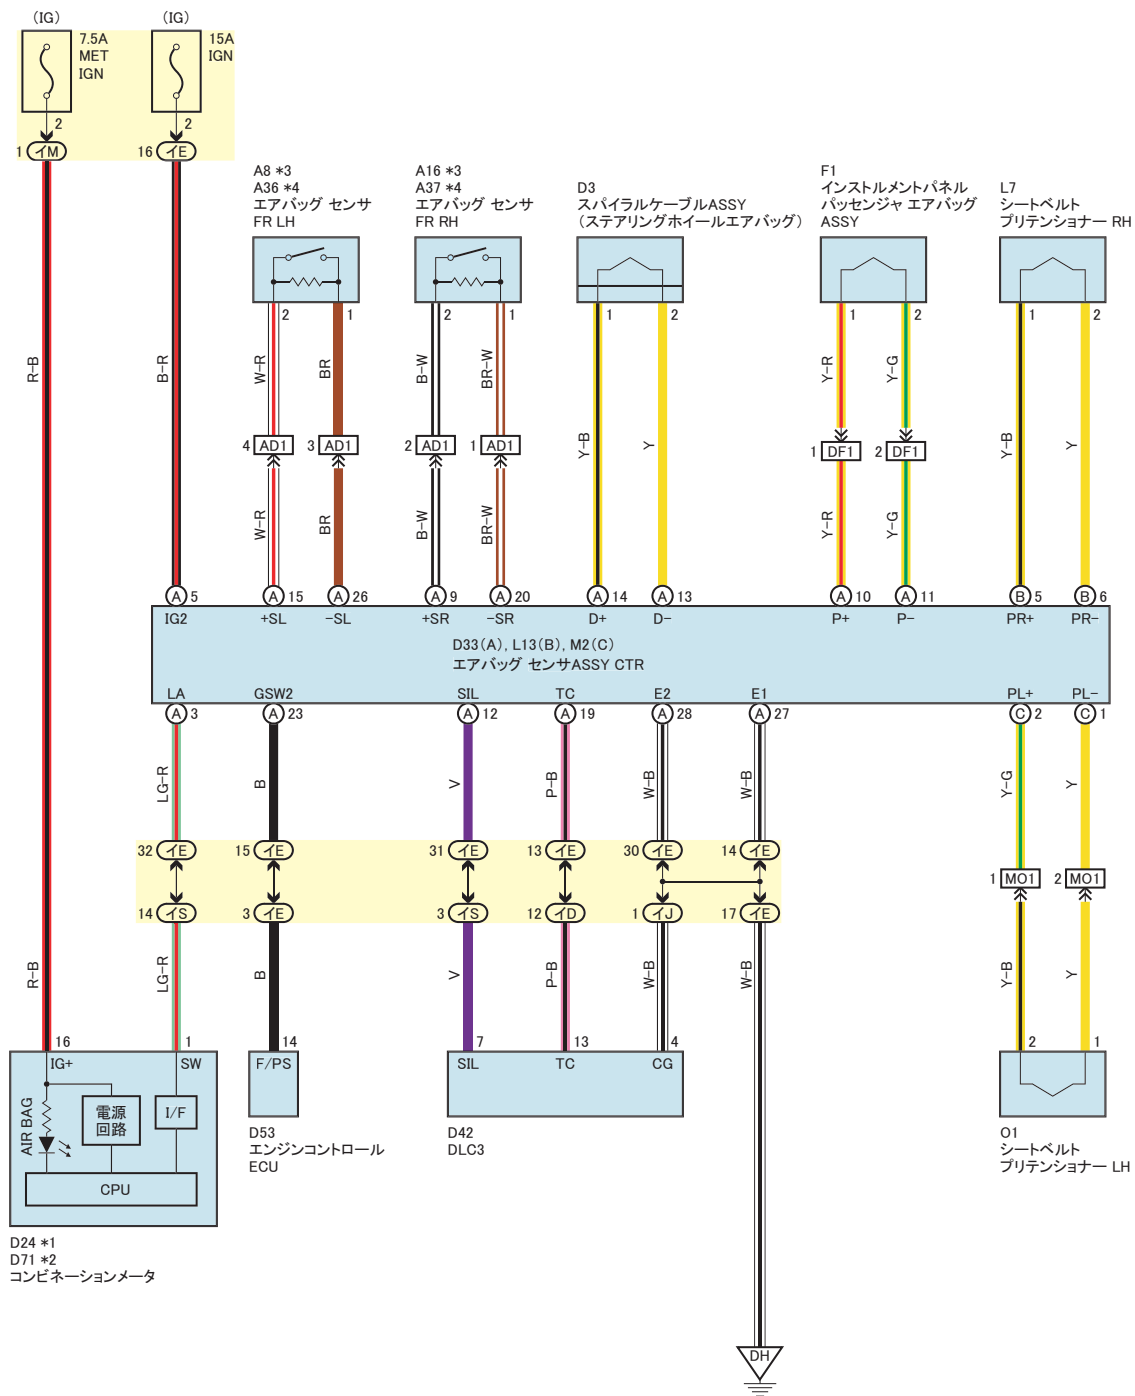 (IG)
(IG)
7.5A
MET
IGN
15A
IGN
2
2
1 イM
16 イE
A8 *3
A36 *4
エアバッグ センサ
FR LH
A16 *3
A37 *4
エアバッグ センサ
FR RH
D3
スパイラルケーブルASSY
(ステアリングホイールエアバッグ)
F1
インストルメントパネル
パッセンジャ エアバッグ
ASSY
L7
シートベルト
プリテンショナー RH
2 1 2 1 1 2 1 2 1 2
R-B
B-R
W-R
BR
B-W
BR-W
Y-B
Y
Y-R
Y-G
Y-B
Y
4 AD1
3 AD1
2 AD1
1 AD1
1 DF1
2 DF1
W-R
BR
B-W
BR-W
Y-R
Y-G
A 5
A 15
A 26
A 9
A 20
A 14
A 13
A 10
A 11
B 5
B 6
IG2 +SL -SL +SR -SR D+ D- P+ P- PR+ PR-
D33(A), L13(B), M2(C)
エアバッグ センサASSY CTR
LA GSW2 SIL TC E2 E1 PL+ PL-
A 3
A 23
A 12
A 19
A 28
A 27
C 2
C 1
LG-R
B
V
P-B
W-B
W-B
Y-G
Y
32 イE
15 イE
31 イE
13 イE
30 イE
14 イE
1 MO1
2 MO1
14 イS
3 イE
3 イS
12 イD
1 イJ
17 イE
R-B
LG-R
B
V
P-B
W-B
W-B
Y-B
Y
16 1 14 7 13 4 2 1
IG+ SW F/PS SIL TC CG
AIR BAG
電源
回路
I/F
CPU
D53
エンジンコントロール
ECU
D42
DLC3
O1
シートベルト
プリテンショナー LH
D24 *1
D71 *2
コンビネーションメータ
DH